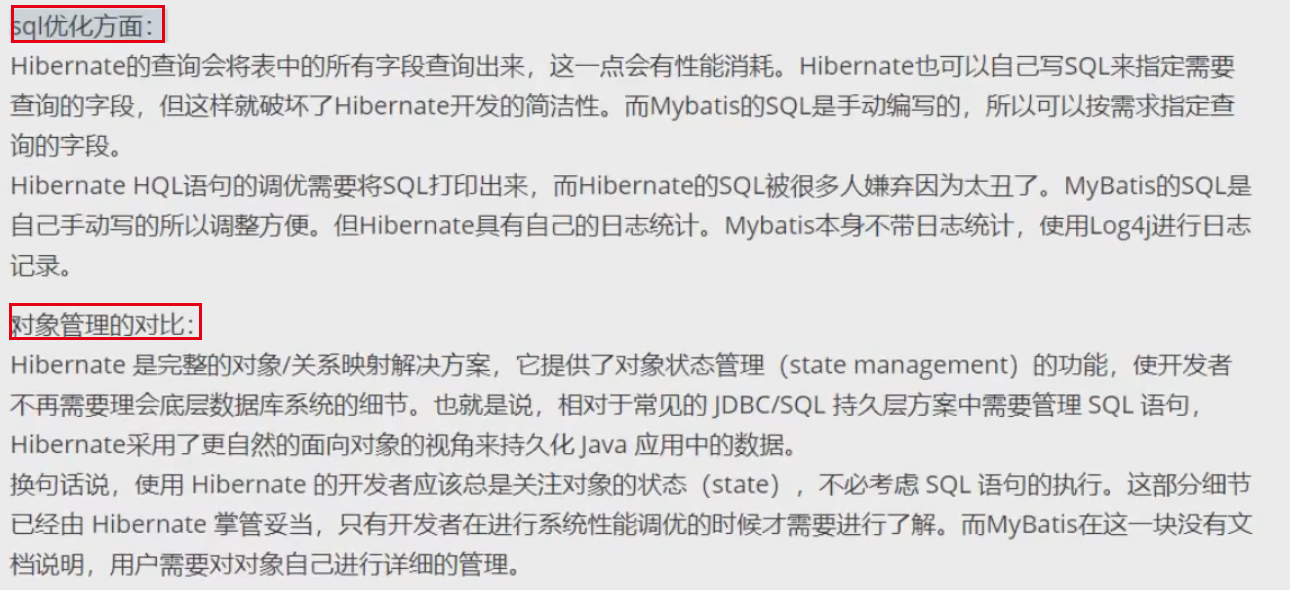 sql优化方面：
Hibernate的查询会将表中的所有字段查询出来，这一点会有性能消耗。Hibernate也可以自己写SQL来指定需要
查询的字段，但这样就破坏了Hibernate开发的简洁性。而Mybatis的SQL是手动编写的，所以可以按需求指定查
询的字段。
Hibernate HQL语句的调优需要将SQL打印出来，而Hibernate的SQL被很多人嫌弃因为太丑了。MyBatis的SQL是
自己手动写的所以调整方便。但Hibernate具有自己的日志统计。Mybatis本身不带日志统计，使用Log4j进行日志
记录。
对象管理的对比：
Hibernate 是完整的对象/关系映射解决方案，它提供了对象状态管理（state management）的功能，使开发者
不再需要理会底层数据库系统的细节。也就是说，相对于常见的 JDBC/SQL 持久层方案中需要管理 SQL 语句，
Hibernate采用了更自然的面向对象的视角来持久化 Java 应用中的数据。
换句话说，使用 Hibernate 的开发者应该总是关注对象的状态（state），不必考虑 SQL 语句的执行。这部分细节
已经由 Hibernate 掌管妥当，只有开发者在进行系统性能调优的时候才需要进行了解。而MyBatis在这一块没有文
档说明，用户需要对对象自己进行详细的管理。